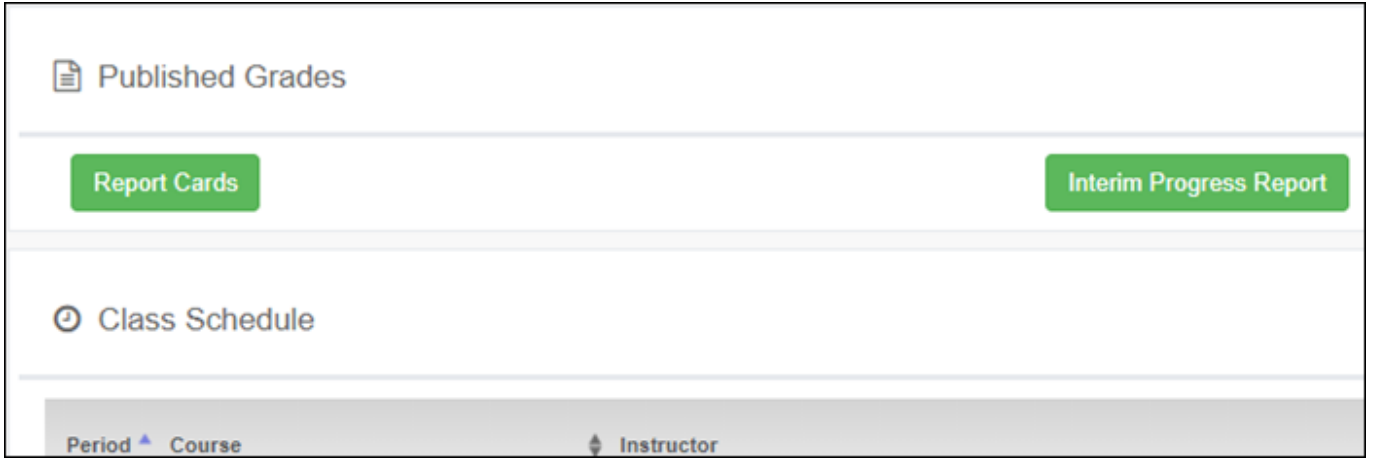 Published Grades
Report Cards Interim Progress Report
Class Schedule
Period Course Instructor